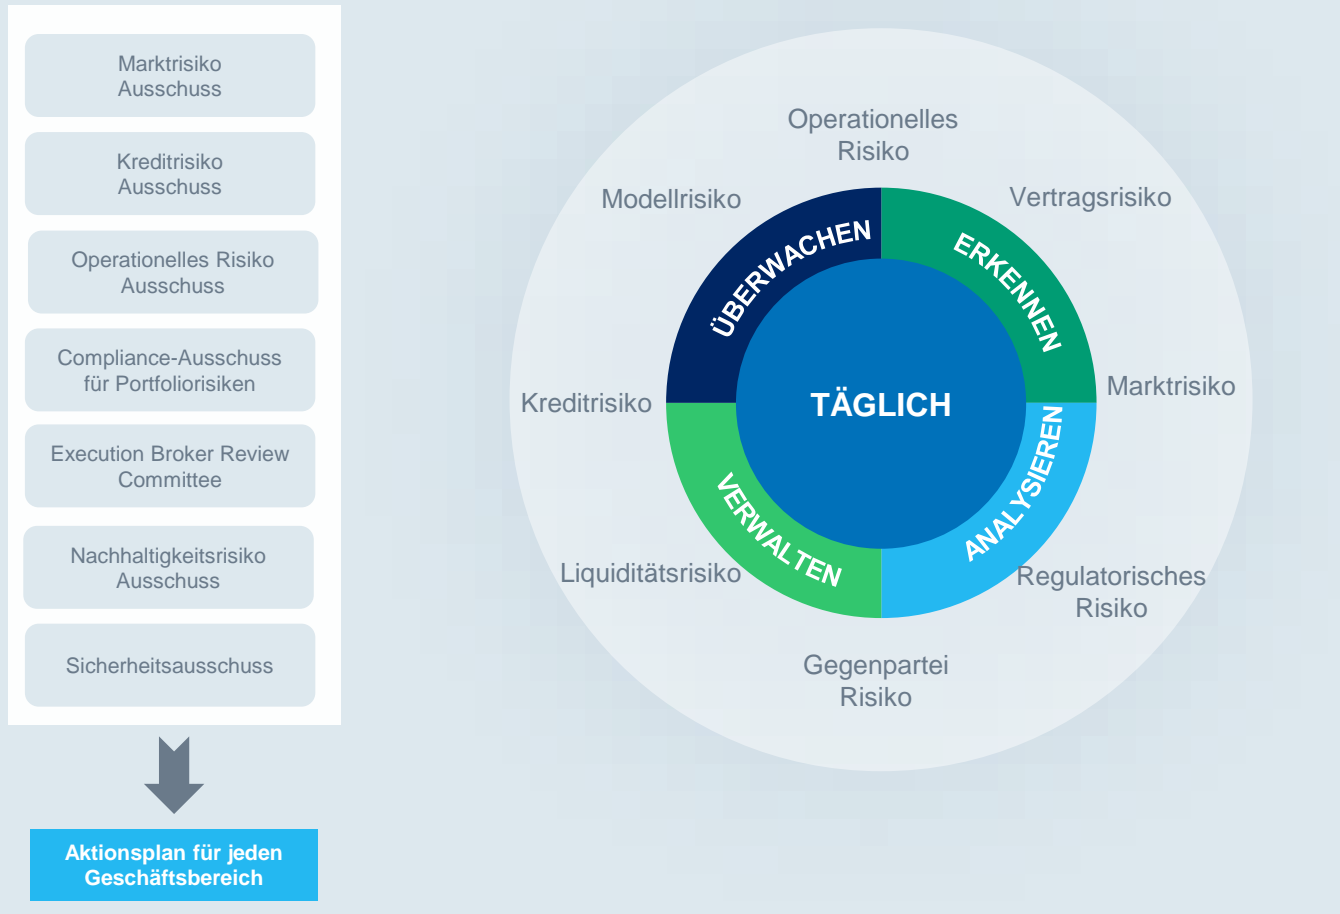 Marktrisiko
Ausschuss
Kreditrisiko
Ausschuss
Operationelles Risiko
Ausschuss
Compliance-Ausschuss
für Portfoliorisiken
Execution Broker Review
Committee
Nachhaltigkeitsrisiko
Ausschuss
Sicherheitsausschuss
Aktionsplan für jeden
Geschäftsbereich
Operationelles
Risiko
Vertragsrisiko
Marktrisiko
Regulatorisches
Risiko
Gegenpartei
Risiko
Liquiditätsrisiko
Kreditrisiko
Modellrisiko
ÜBERWACHEN
ERKENNEN
ANALYSIEREN
VERWALTEN
TÄGLICH